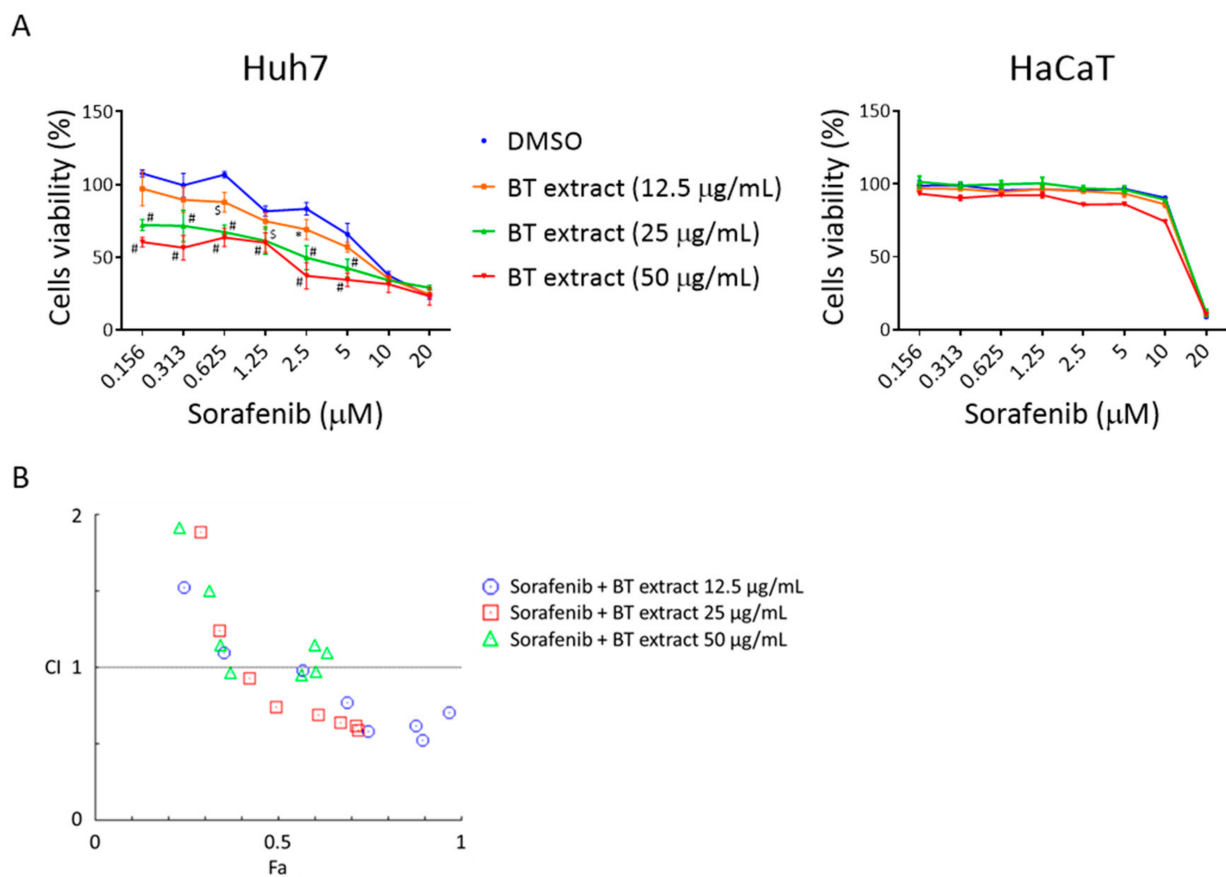 A
Huh7
HaCaT
Cells viability (%)
150
100
50
0
# # $ # # # $ # * # # # #
0.156 0.313 0.625 1.25 2.5 5 10 20
Sorafenib (μM)
DMSO
BT extract (12.5 μg/mL)
BT extract (25 μg/mL)
BT extract (50 μg/mL)
Cells viability (%)
150
100
50
0
0.156 0.313 0.625 1.25 2.5 5 10 20
Sorafenib (μM)
B
2
CI 1
0
0 0.5 1
Fa
Sorafenib + BT extract 12.5 μg/mL
Sorafenib + BT extract 25 μg/mL
Sorafenib + BT extract 50 μg/mL